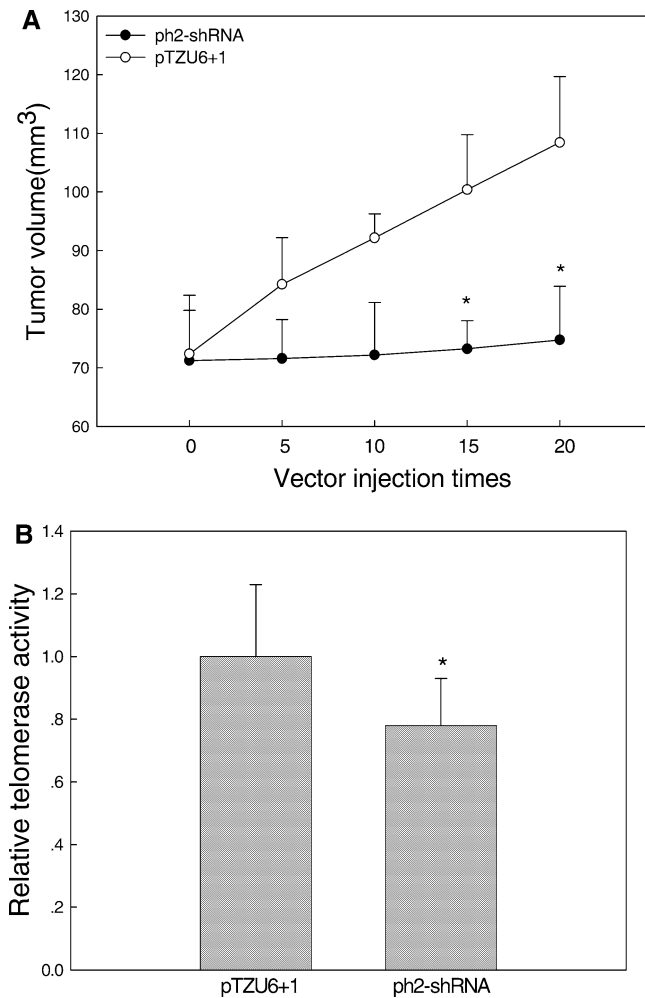 A
130
ph2-shRNA
pTZU6+1
120
110
100
90
80
70
60
Tumor volume(mm3)
*
*
0 5 10 15 20
Vector injection times
B
1.4
1.2
1.0
.8
.6
.4
.2
0.0
Relative telomerase activity
*
pTZU6+1 ph2-shRNA